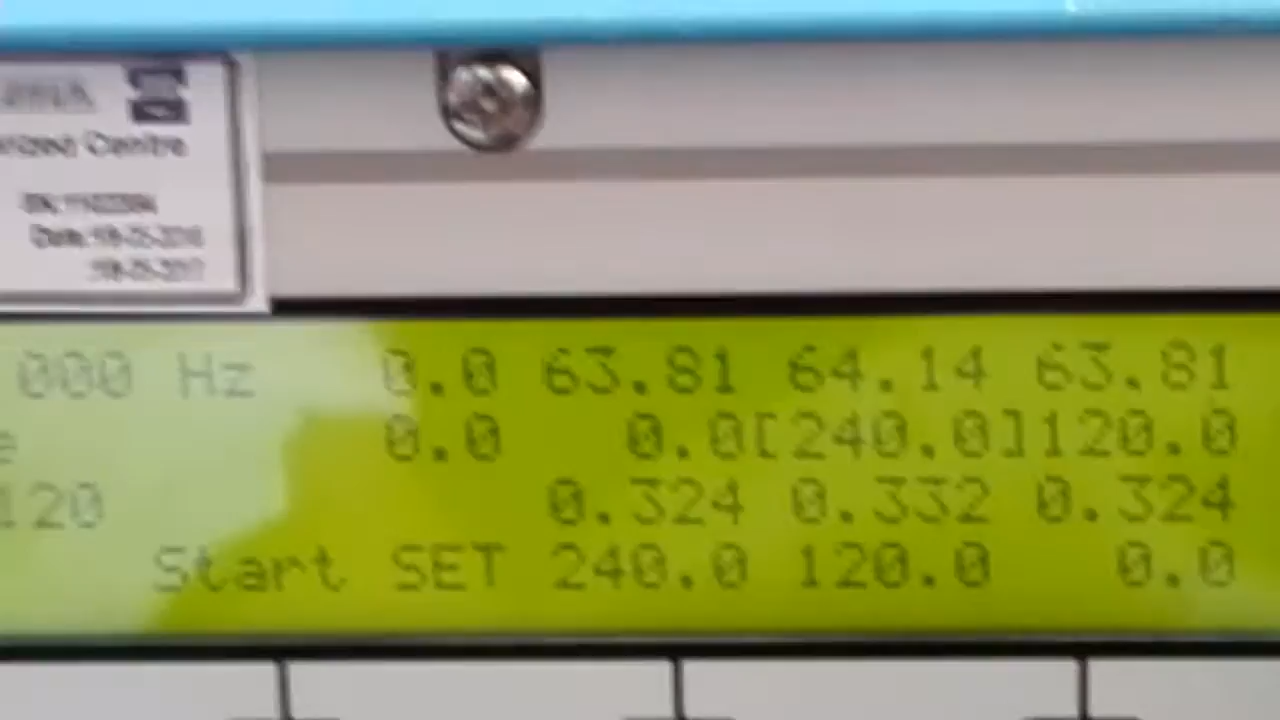 Centre
000 Hz 0.0 63.81 64.14 63.81
e 0.0 0.0[240.0]120.0
120 0.324 0.332 0.324
Start SET 240.0 120.0 0.0